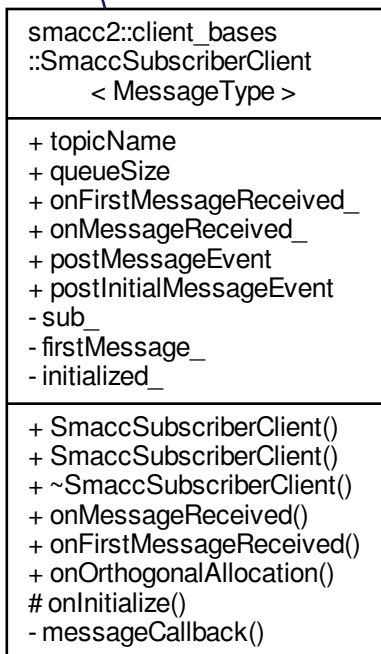 smacc2::client_bases
::SmaccSubscriberClient
< MessageType >
+ topicName
+ queueSize
+ onFirstMessageReceived_
+ onMessageReceived_
+ postMessageEvent
+ postInitialMessageEvent
- sub_
- firstMessage_
- initialized_
+ SmaccSubscriberClient()
+ SmaccSubscriberClient()
+ ~SmaccSubscriberClient()
+ onMessageReceived()
+ onFirstMessageReceived()
+ onOrthogonalAllocation()
# onInitialize()
- messageCallback()